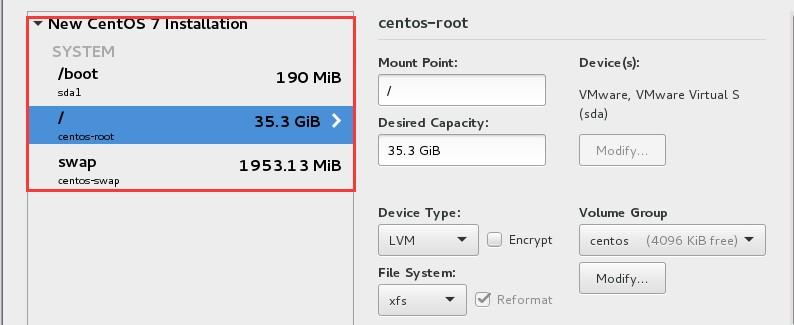 New CentOS 7 Installation
SYSTEM
/boot
190 MiB
sda1
/
35.3 GiB
centos-root
swap
1953.13 MiB
centos-swap
centos-root
Mount Point:
/
Device(s):
VMware, VMware Virtual S
(sda)
Desired Capacity:
35.3 GiB
Modify...
Device Type:
LVM
Encrypt
Volume Group
centos (4096 KiB free)
File System:
xfs
Reformat
Modify...